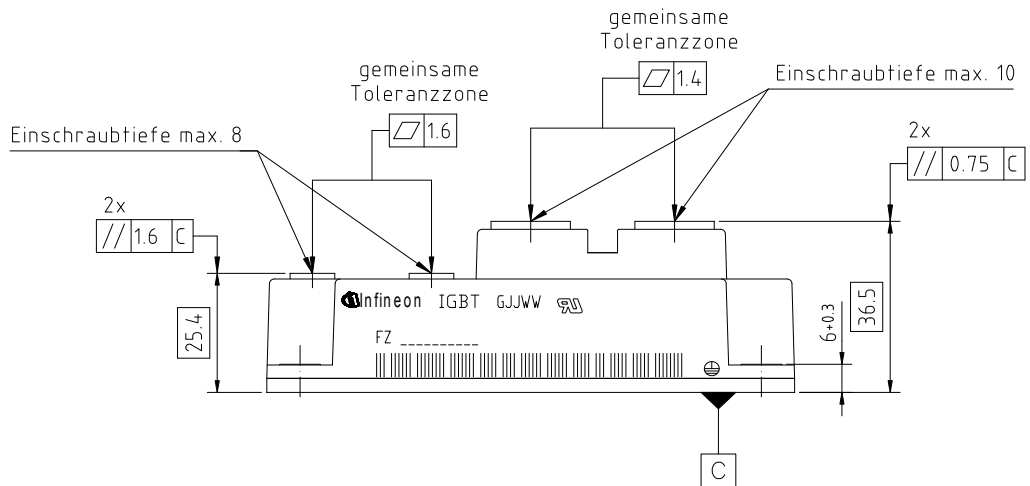 gemeinsame
Toleranzzone
1.4
gemeinsame
Toleranzzone
1.6
Einschraubtiefe max. 10
Einschraubtiefe max. 8
2x
// 0.75 C
2x
// 1.6 C
25.4
36.5
6+0.3
Infineon IGBT GJJWW
FZ __________
C